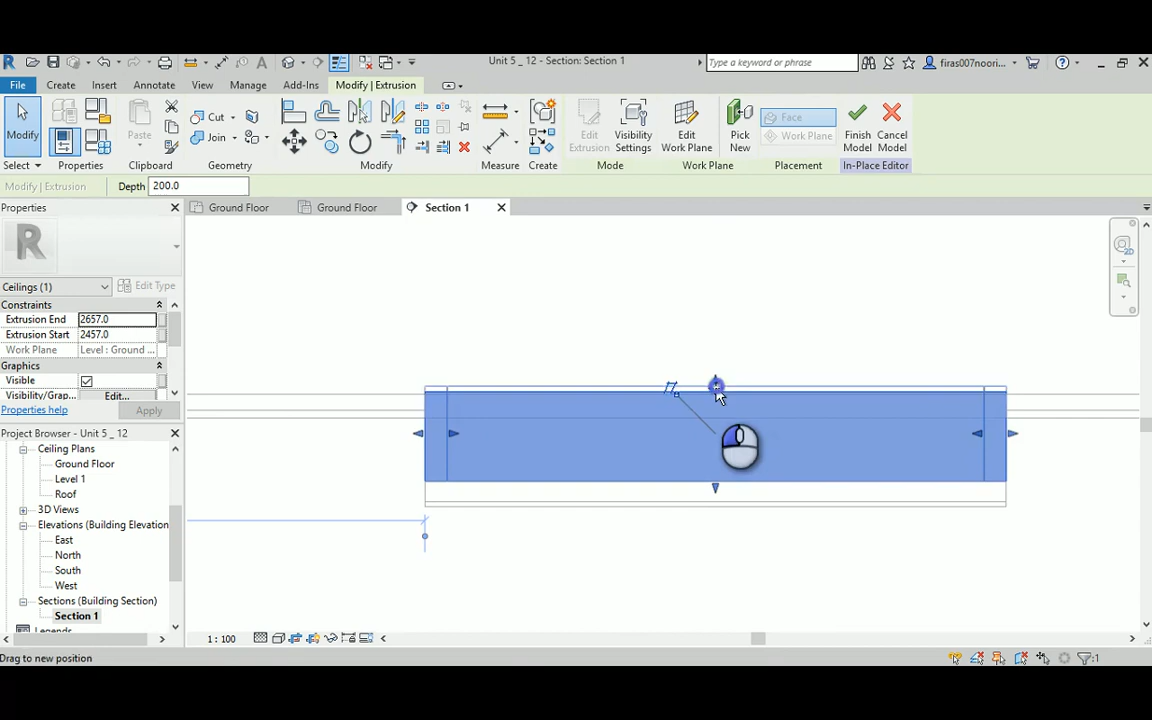 Unit 5 _ 12 - Section: Section 1
Type a keyword or phrase
firas007noori...
File
Create
Insert
Annotate
View
Manage
Add-Ins
Modify | Extrusion
Modify
Paste
Cut
Join
Edit Extrusion
Visibility Settings
Edit Work Plane
Pick New
Face
Work Plane
Finish Model
Cancel Model
Select
Properties
Clipboard
Geometry
Modify
Measure
Create
Mode
Work Plane
Placement
In-Place Editor
Modify | Extrusion
Depth
200.0
Properties
Ground Floor
Ground Floor
Section 1
Ceilings (1)
Edit Type
Constraints
Extrusion End
2657.0
Extrusion Start
2457.0
Work Plane
Level : Ground ...
Graphics
Visible
Visibility/Grap...
Edit...
Properties help
Apply
Project Browser - Unit 5 _ 12
Ceiling Plans
Ground Floor
Level 1
Roof
3D Views
Elevations (Building Elevation
East
North
South
West
Sections (Building Section)
Section 1
Legends
1 : 100
Drag to new position
:1